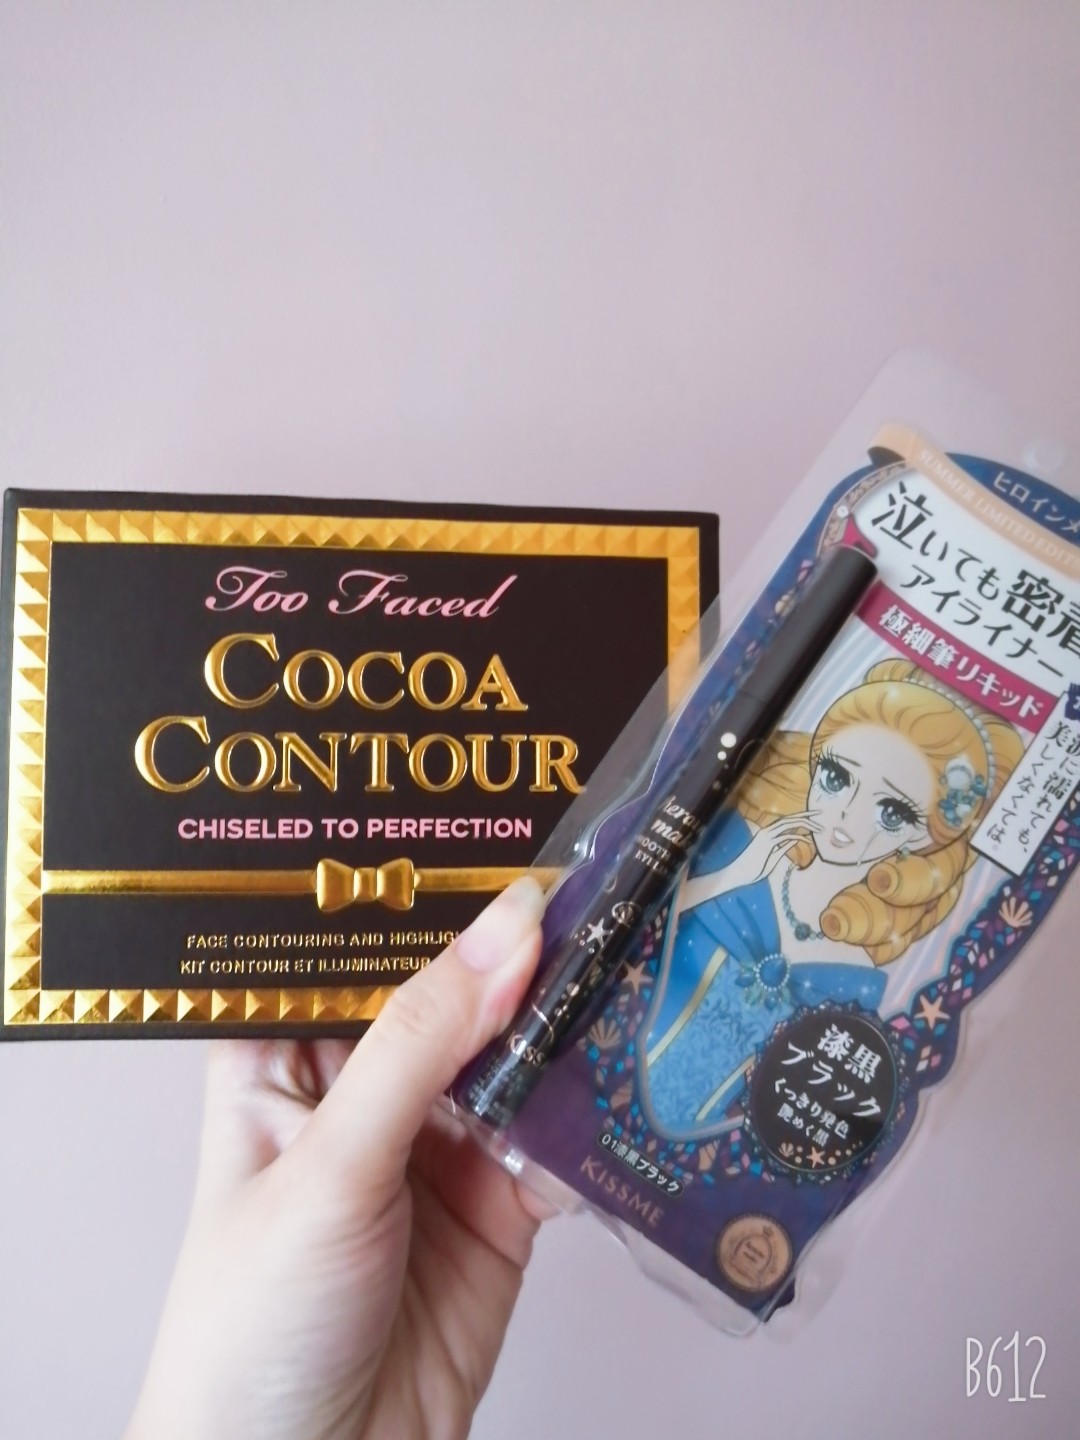 Too Faced
COCOA
CONTOUR
CHISELED TO PERFECTION
FACE CONTOURING AND
KIT CONTOUR ET ILLUMINATEUR
SUMMER LIMITED
ヒロインメ
泣いても密着
アイライナー
極細筆リキッド
涙に濡れても、
美しくなくては。
KISS
漆黒
ブラック
くっきり発色
艶めく黒
01漆黒ブラック
KISSME
B612